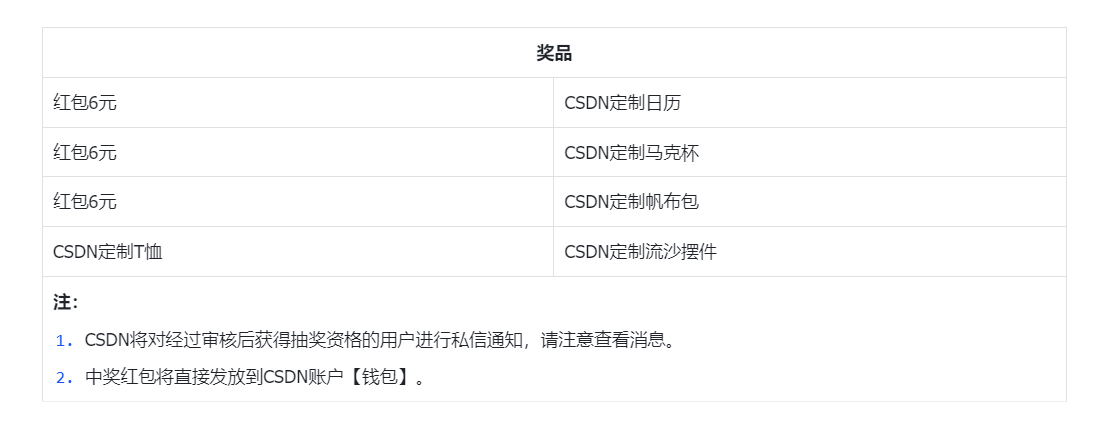 奖品
红包6元
CSDN定制日历
红包6元
CSDN定制马克杯
红包6元
CSDN定制帆布包
CSDN定制T恤
CSDN定制流沙摆件
注：
1. CSDN将对经过审核后获得抽奖资格的用户进行私信通知，请注意查看消息。
2. 中奖红包将直接发放到CSDN账户【钱包】。